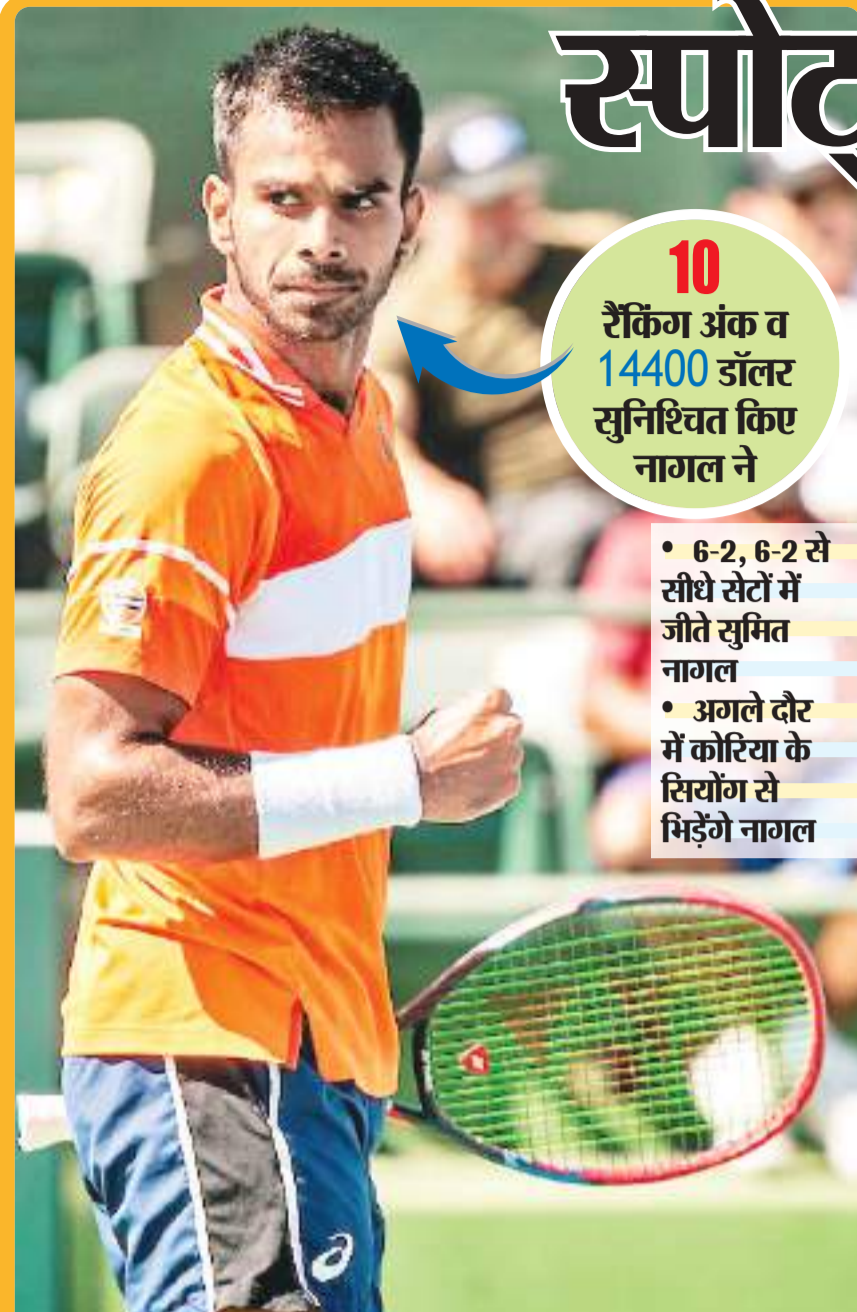 स्पोट
10
रैंकिंग अंक व
14400 डॉलर
सुनिश्चित किए
नागल ने
• 6-2, 6-2 से
सीधे सेटों में
जीते सुमित
नागल
• अगले दौर
में कोरिया के
सियोंग से
भिड़ेंगे नागल